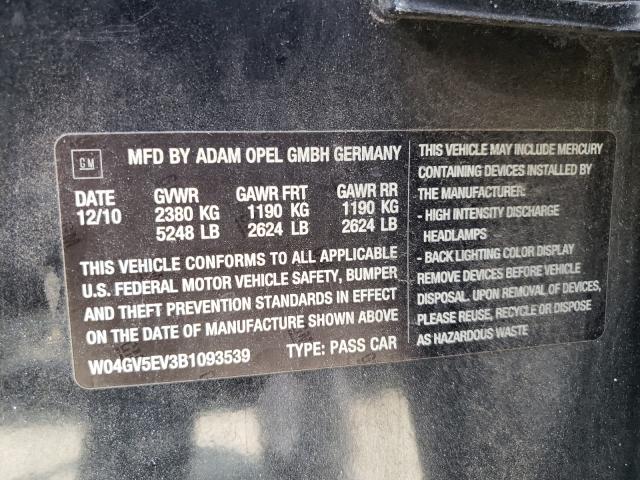 GM
MFD BY ADAM OPEL GMBH GERMANY
DATE GVWR GAWR FRT GAWR RR
12/10 2380 KG 1190 KG 1190 KG
5248 LB 2624 LB 2624 LB
THIS VEHICLE CONFORMS TO ALL APPLICABLE
U.S. FEDERAL MOTOR VEHICLE SAFETY, BUMPER
AND THEFT PREVENTION STANDARDS IN EFFECT
ON THE DATE OF MANUFACTURE SHOWN ABOVE
W04GV5EV3B1093539 TYPE: PASS CAR
THIS VEHICLE MAY INCLUDE MERCURY
CONTAINING DEVICES INSTALLED BY
THE MANUFACTURER:
- HIGH INTENSITY DISCHARGE
HEADLAMPS
- BACK LIGHTING COLOR DISPLAY
REMOVE DEVICES BEFORE VEHICLE
DISPOSAL. UPON REMOVAL OF DEVICES,
PLEASE REUSE, RECYCLE OR DISPOSE
AS HAZARDOUS WASTE